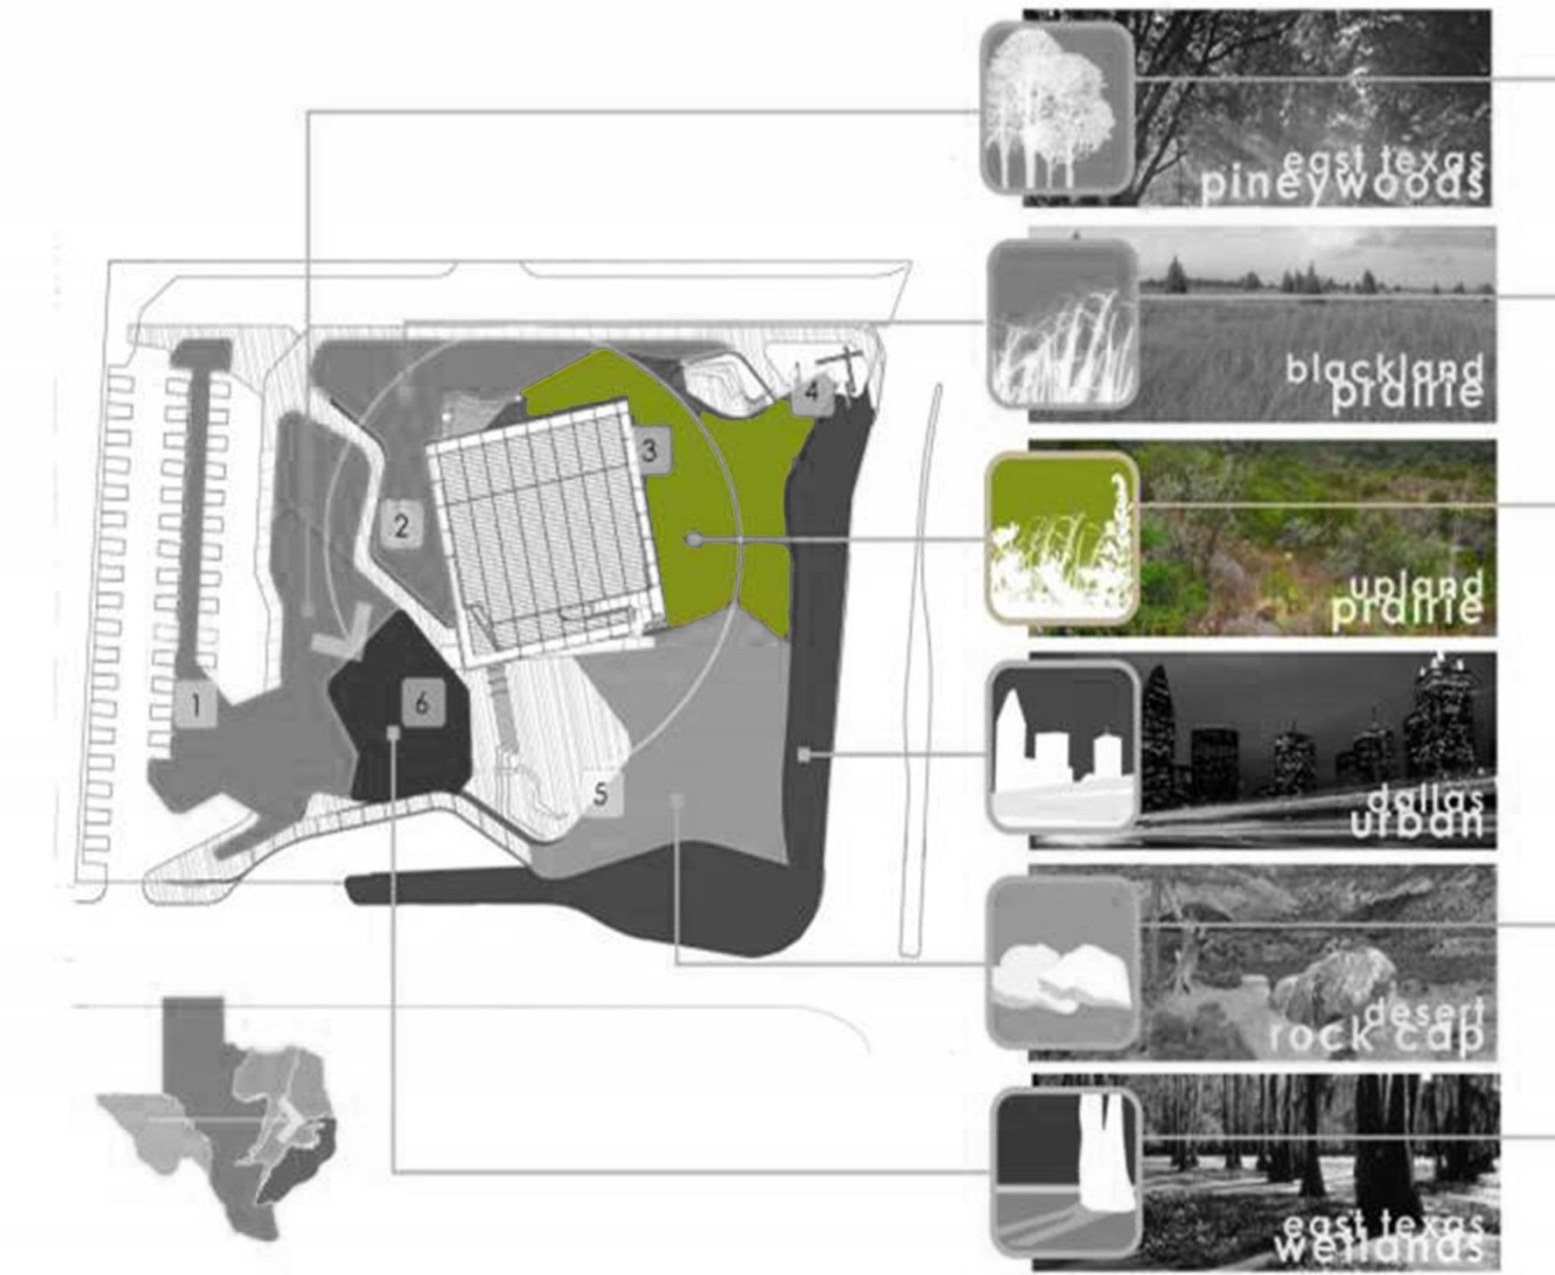 east texas
pineywoods
blackland
prairie
3
4
2
upland
prairie
1
6
5
dallas
urban
desert
rock cap
east texas
wetlands